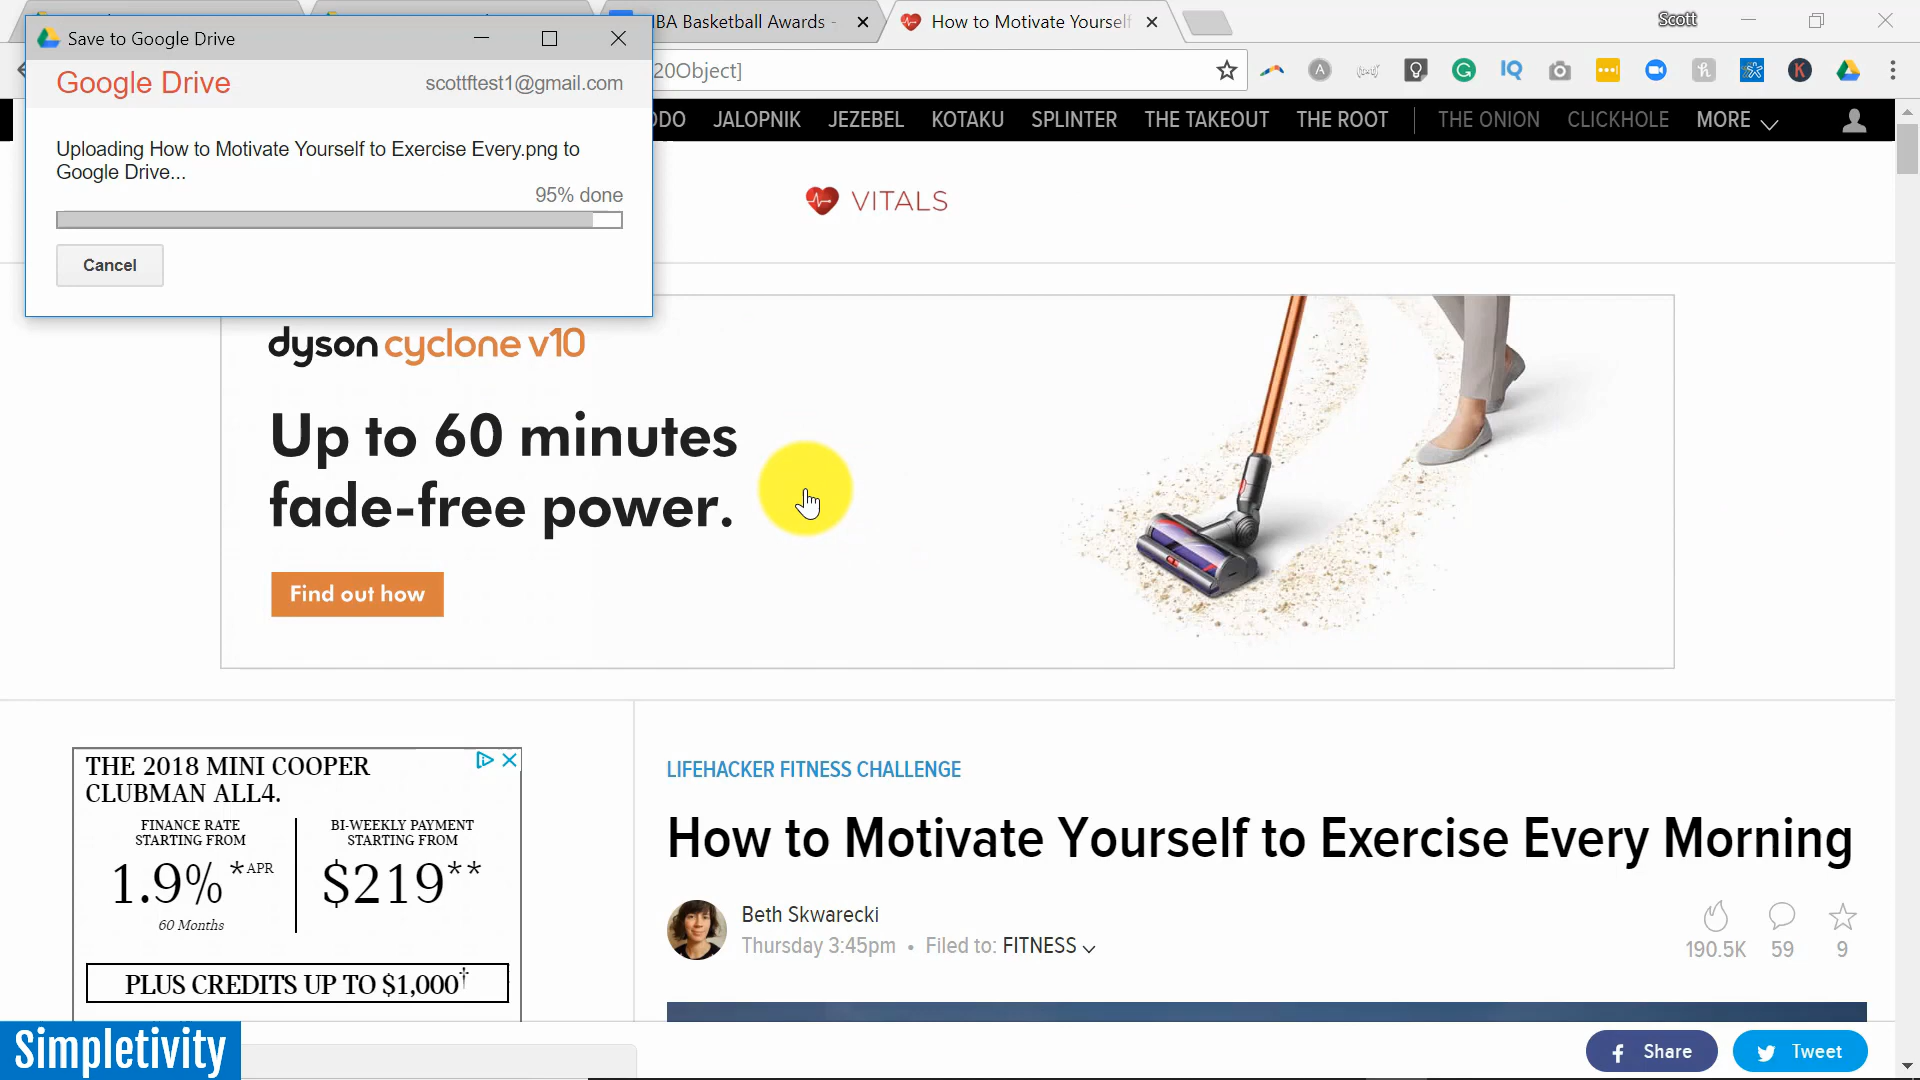 Save to Google Drive
BA Basketball Awards -
How to Motivate Yourself
Scott
Google Drive
scottftest1@gmail.com
20Object]
Uploading How to Motivate Yourself to Exercise Every.png to
Google Drive...
95% done
Cancel
ODO JALOPNIK JEZEBEL KOTAKU SPLINTER THE TAKEOUT THE ROOT THE ONION CLICKHOLE MORE
VITALS
dyson cyclone v10
Up to 60 minutes
fade-free power.
Find out how
THE 2018 MINI COOPER
CLUBMAN ALL4.
FINANCE RATE
STARTING FROM
1.9%*APR
60 Months
BI-WEEKLY PAYMENT
STARTING FROM
$219**
PLUS CREDITS UP TO $1,000†
LIFEHACKER FITNESS CHALLENGE
How to Motivate Yourself to Exercise Every Morning
Beth Skwarecki
Thursday 3:45pm • Filed to: FITNESS
190.5K 59 9
Simpletivity
Share
Tweet